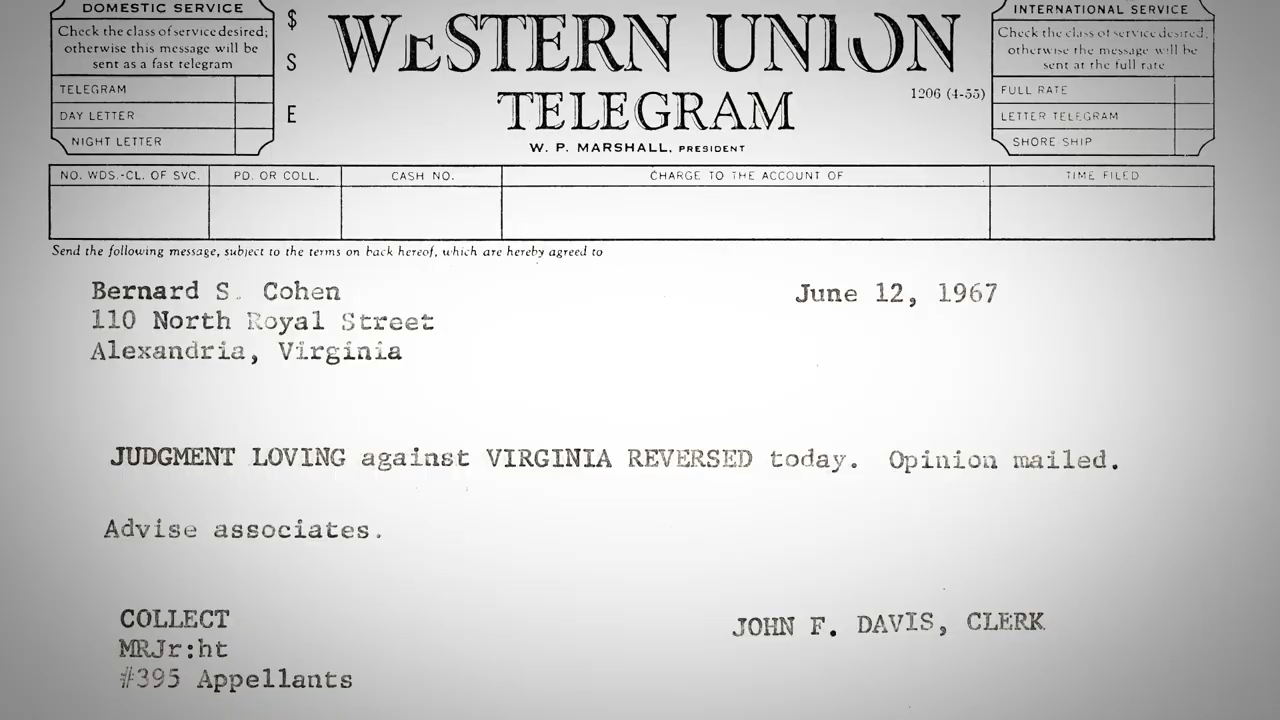 DOMESTIC SERVICE
Check the class of service desired;
otherwise this message will be
sent as a fast telegram
TELEGRAM
DAY LETTER
NIGHT LETTER
$
S
E
WESTERN UNION
TELEGRAM
1206 (4-55)
W. P. MARSHALL, PRESIDENT
INTERNATIONAL SERVICE
Check the class of service desired;
otherwise the message will be
sent at the full rate
FULL RATE
LETTER TELEGRAM
SHORE SHIP
NO. WDS.-CL. OF SVC. PD. OR COLL. CASH NO. CHARGE TO THE ACCOUNT OF TIME FILED
Send the following message, subject to the terms on back hereof, which are hereby agreed to
Bernard S. Cohen June 12, 1967
110 North Royal Street
Alexandria, Virginia
JUDGMENT LOVING against VIRGINIA REVERSED today. Opinion mailed.
Advise associates.
COLLECT JOHN F. DAVIS, CLERK
MRJr:ht
#395 Appellants